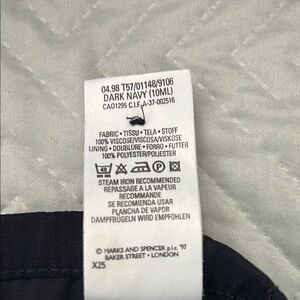 04.98 T57/01148/9106
DARK NAVY (10ML)
CA01295 C.I.F. A-37-002516
FABRIC • TISSU • TELA • STOFF
100% VISCOSE/VISCOSA/VISKOSE
LINING • DOUBLURE • FORRO • FUTTER
100% POLYESTER/POLIESTER
40
P
STEAM IRON RECOMMENDED
REPASSAGE A LA VAPEUR
RECOMMANDE
SE RECOMIENDA USAR
PLANCHA DE VAPOR
DAMPFBÜGELN WIRD EMPFOHLEN
© MARKS AND SPENCER p.l.c. '97
BAKER STREET • LONDON
X25